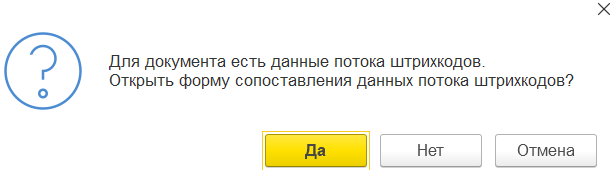 Для документа есть данные потока штрихкодов.
Открыть форму сопоставления данных потока штрихкодов?
Да Нет Отмена